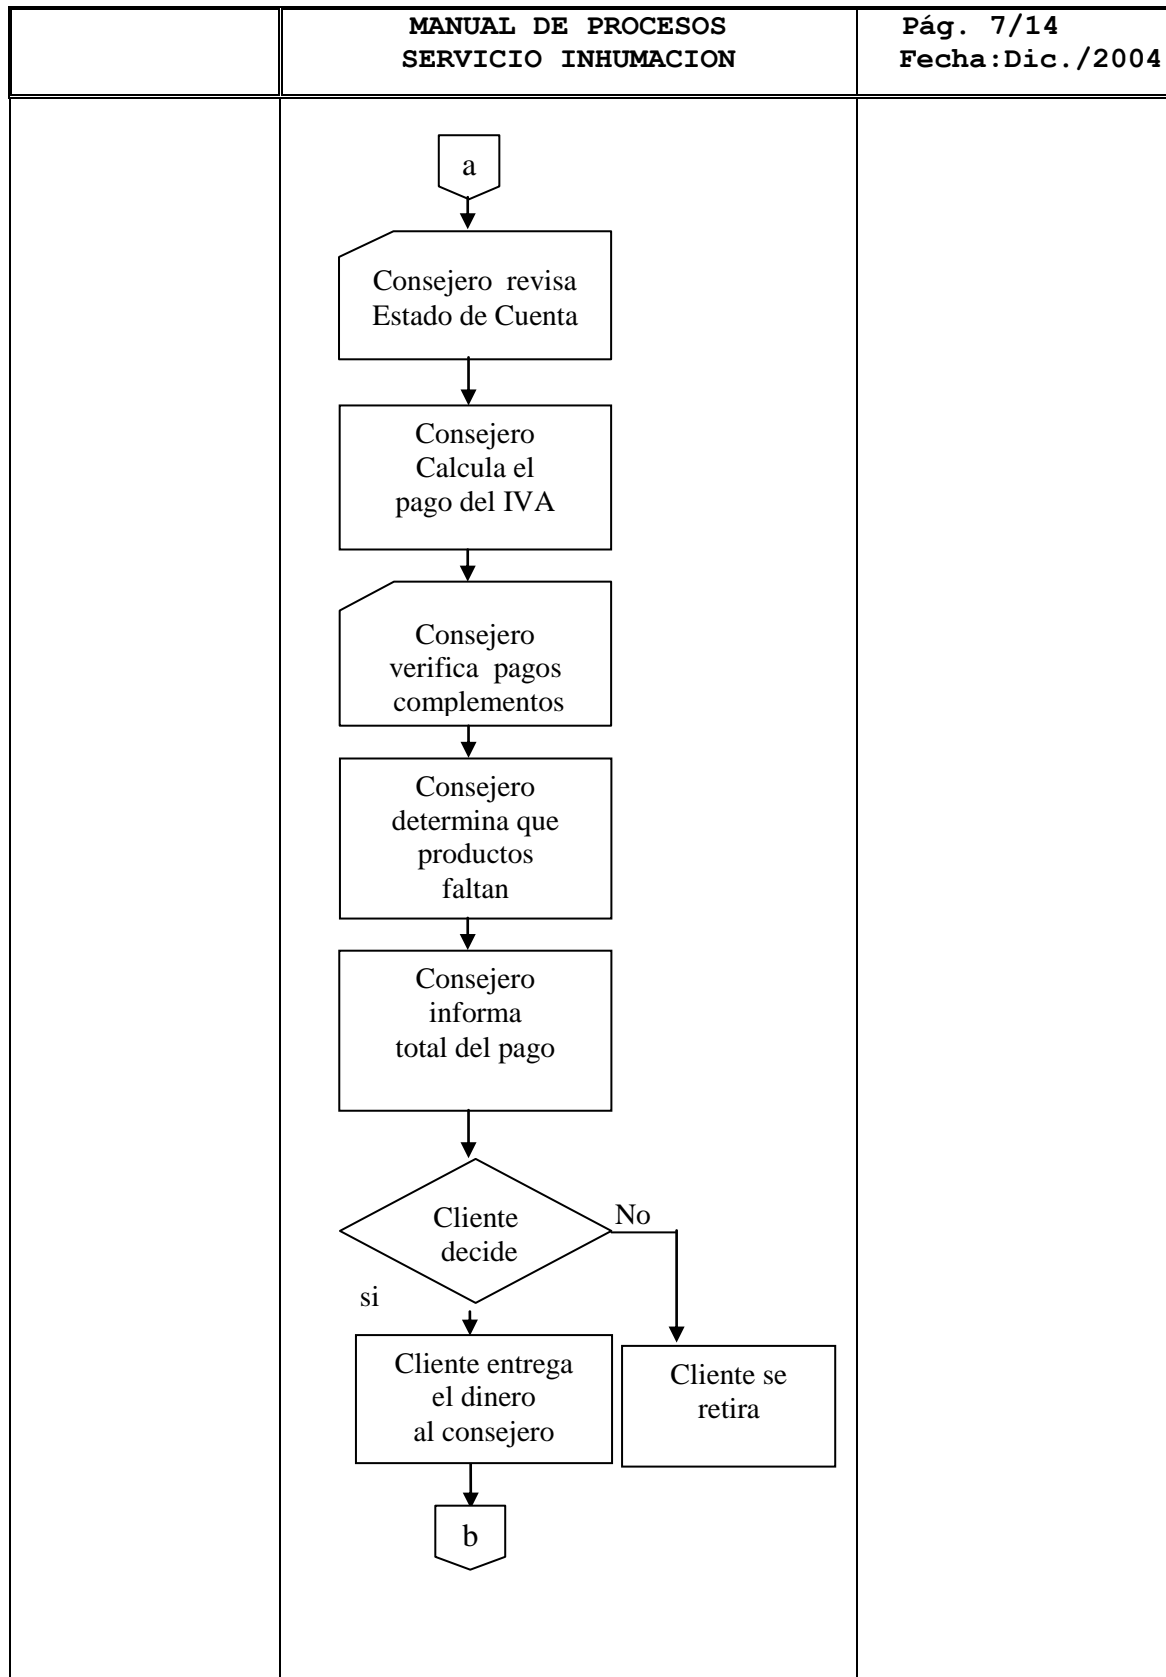 MANUAL DE PROCESOS
SERVICIO INHUMACION
Pág. 7/14
Fecha:Dic./2004
a
Consejero revisa
Estado de Cuenta
Consejero
Calcula el
pago del IVA
Consejero
verifica pagos
complementos
Consejero
determina que
productos
faltan
Consejero
informa
total del pago
Cliente
decide
No
si
Cliente entrega
el dinero
al consejero
Cliente se
retira
b